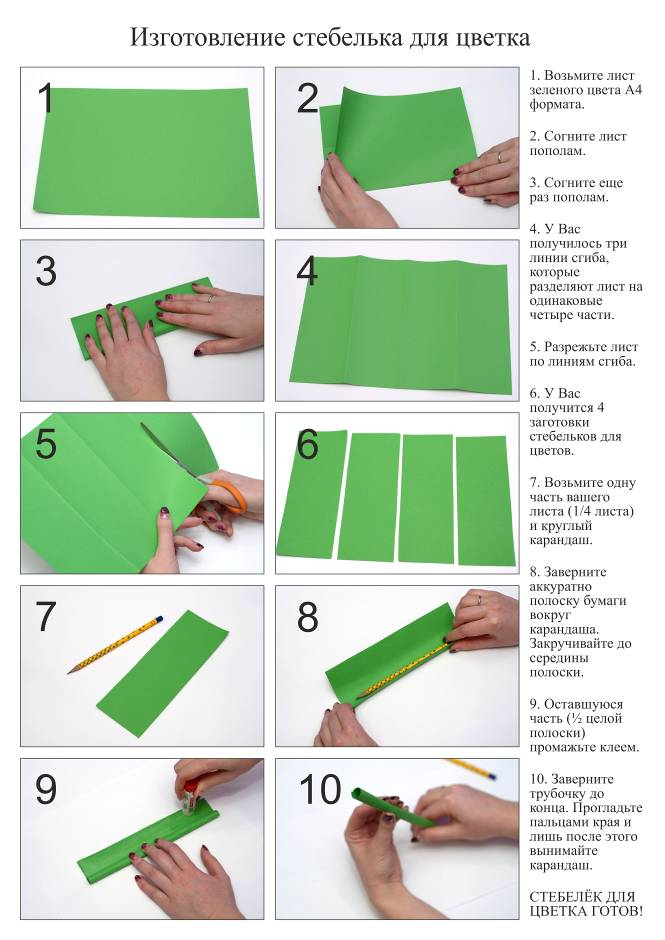 Изготовление стебелька для цветка
1
2
3
4
5
6
7
8
9
10
1. Возьмите лист
зеленого цвета А4
формата.
2. Согните лист
пополам.
3. Согните еще
раз пополам.
4. У Вас
получилось три
линии сгиба,
которые
разделяют лист на
одинаковые
четыре части.
5. Разрежьте лист
по линиям сгиба.
6. У Вас
получится 4
заготовки
стебельков для
цветов.
7. Возьмите одну
часть вашего
листа (1/4 листа)
и круглый
карандаш.
8. Заверните
аккуратно
полоску бумаги
вокруг
карандаша.
Закручивайте до
середины
полоски.
9. Оставшуюся
часть (½ целой
полоски)
промажьте клеем.
10. Заверните
трубочку до
конца. Прогладьте
пальцами края и
лишь после этого
вынимайте
карандаш.
СТЕБЕЛЁК ДЛЯ
ЦВЕТКА ГОТОВ!